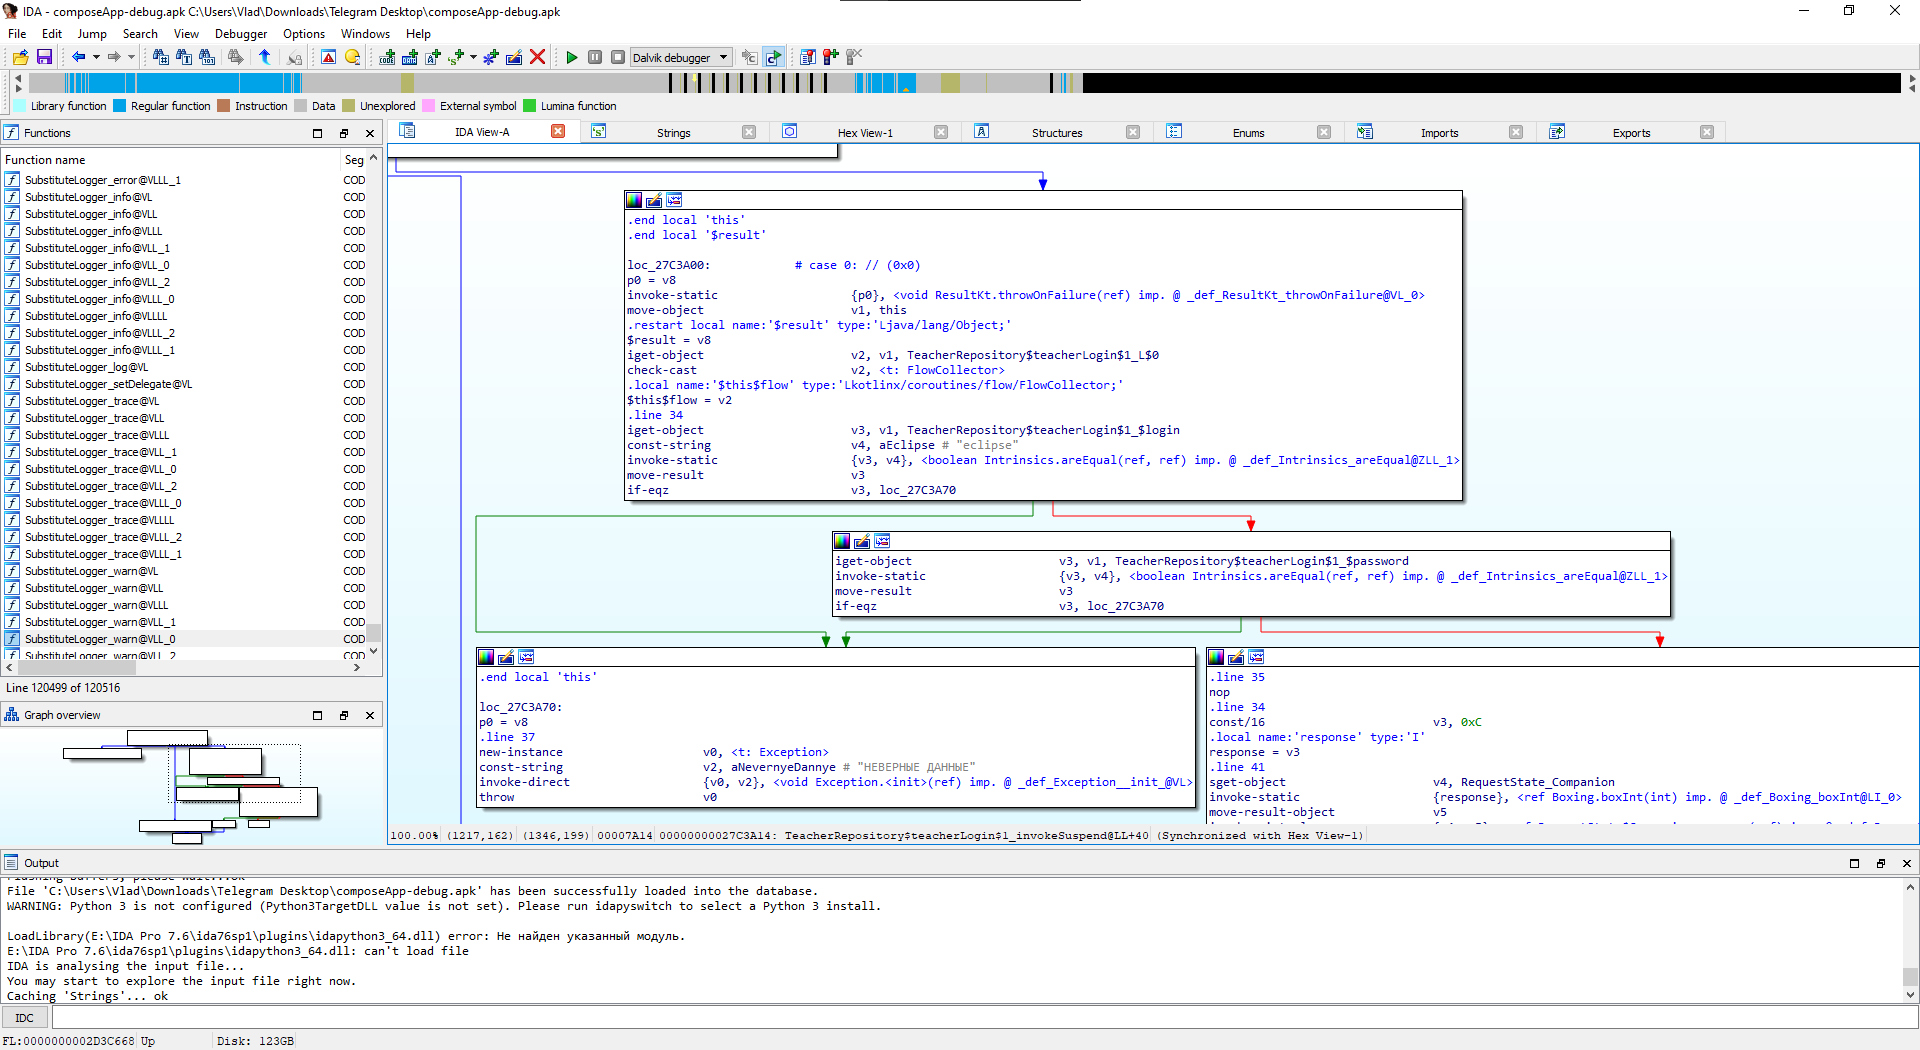 IDA - composeApp-debug.apk C:\Users\Vlad\Downloads\Telegram Desktop\composeApp-debug.apk
File Edit Jump Search View Debugger Options Windows Help
Dalvik debugger
Library function Regular function Instruction Data Unexplored External symbol Lumina function
Functions
Function name Seg
SubstituteLogger_error@VLLL_1 COD
SubstituteLogger_info@VL COD
SubstituteLogger_info@VLL COD
SubstituteLogger_info@VLLL COD
SubstituteLogger_info@VLL_1 COD
SubstituteLogger_info@VLL_0 COD
SubstituteLogger_info@VLL_2 COD
SubstituteLogger_info@VLLL_0 COD
SubstituteLogger_info@VLLLL COD
SubstituteLogger_info@VLLL_2 COD
SubstituteLogger_info@VLLL_1 COD
SubstituteLogger_log@VL COD
SubstituteLogger_setDelegate@VL COD
SubstituteLogger_trace@VL COD
SubstituteLogger_trace@VLL COD
SubstituteLogger_trace@VLLL COD
SubstituteLogger_trace@VLL_1 COD
SubstituteLogger_trace@VLL_0 COD
SubstituteLogger_trace@VLL_2 COD
SubstituteLogger_trace@VLLL_0 COD
SubstituteLogger_trace@VLLLL COD
SubstituteLogger_trace@VLLL_2 COD
SubstituteLogger_trace@VLLL_1 COD
SubstituteLogger_warn@VL COD
SubstituteLogger_warn@VLL COD
SubstituteLogger_warn@VLLL COD
SubstituteLogger_warn@VLL_1 COD
SubstituteLogger_warn@VLL_0 COD
SubstituteLogger_warn@VLL_2 COD
Line 120499 of 120516
Graph overview
IDA View-A Strings Hex View-1 Structures Enums Imports Exports
.end local 'this'
.end local '$result'
loc_27C3A00: # case 0: // (0x0)
p0 = v8
invoke-static {p0}, <void ResultKt.throwOnFailure(ref) imp. @ _def_ResultKt_throwOnFailure@VL_0>
move-object v1, this
.restart local name:'$result' type:'Ljava/lang/Object;'
$result = v8
iget-object v2, v1, TeacherRepository$teacherLogin$1_L$0
check-cast v2, <t: FlowCollector>
.local name:'$this$flow' type:'Lkotlinx/coroutines/flow/FlowCollector;'
$this$flow = v2
.line 34
iget-object v3, v1, TeacherRepository$teacherLogin$1_$login
const-string v4, aEclipse # "eclipse"
invoke-static {v3, v4}, <boolean Intrinsics.areEqual(ref, ref) imp. @ _def_Intrinsics_areEqual@ZLL_1>
move-result v3
if-eqz v3, loc_27C3A70
iget-object v3, v1, TeacherRepository$teacherLogin$1_$password
invoke-static {v3, v4}, <boolean Intrinsics.areEqual(ref, ref) imp. @ _def_Intrinsics_areEqual@ZLL_1>
move-result v3
if-eqz v3, loc_27C3A70
.end local 'this'
loc_27C3A70:
p0 = v8
.line 37
new-instance v0, <t: Exception>
const-string v2, aNevernyeDannye # "НЕВЕРНЫЕ ДАННЫЕ"
invoke-direct {v0, v2}, <void Exception.<init>(ref) imp. @ _def_Exception__init_@VL>
throw v0
.line 35
nop
.line 34
const/16 v3, 0xC
.local name:'response' type:'I'
response = v3
.line 41
sget-object v4, RequestState_Companion
invoke-static {response}, <ref Boxing.boxInt(int) imp. @ _def_Boxing_boxInt@LI_0>
move-result-object v5
100.00% (1217,162) (1346,199) 00007A14 00000000027C3A14: TeacherRepository$teacherLogin$1_invokeSuspend@LL+40 (Synchronized with Hex View-1)
Output
Flushing buffers, please wait...ok
File 'C:\Users\Vlad\Downloads\Telegram Desktop\composeApp-debug.apk' has been successfully loaded into the database.
WARNING: Python 3 is not configured (Python3TargetDLL value is not set). Please run idapyswitch to select a Python 3 install.
LoadLibrary(E:\IDA Pro 7.6\ida76sp1\plugins\idapython3_64.dll) error: Не найден указанный модуль.
E:\IDA Pro 7.6\ida76sp1\plugins\idapython3_64.dll: can't load file
IDA is analysing the input file...
You may start to explore the input file right now.
Caching 'Strings'... ok
IDC
FL:0000000002D3C668 Up Disk: 123GB